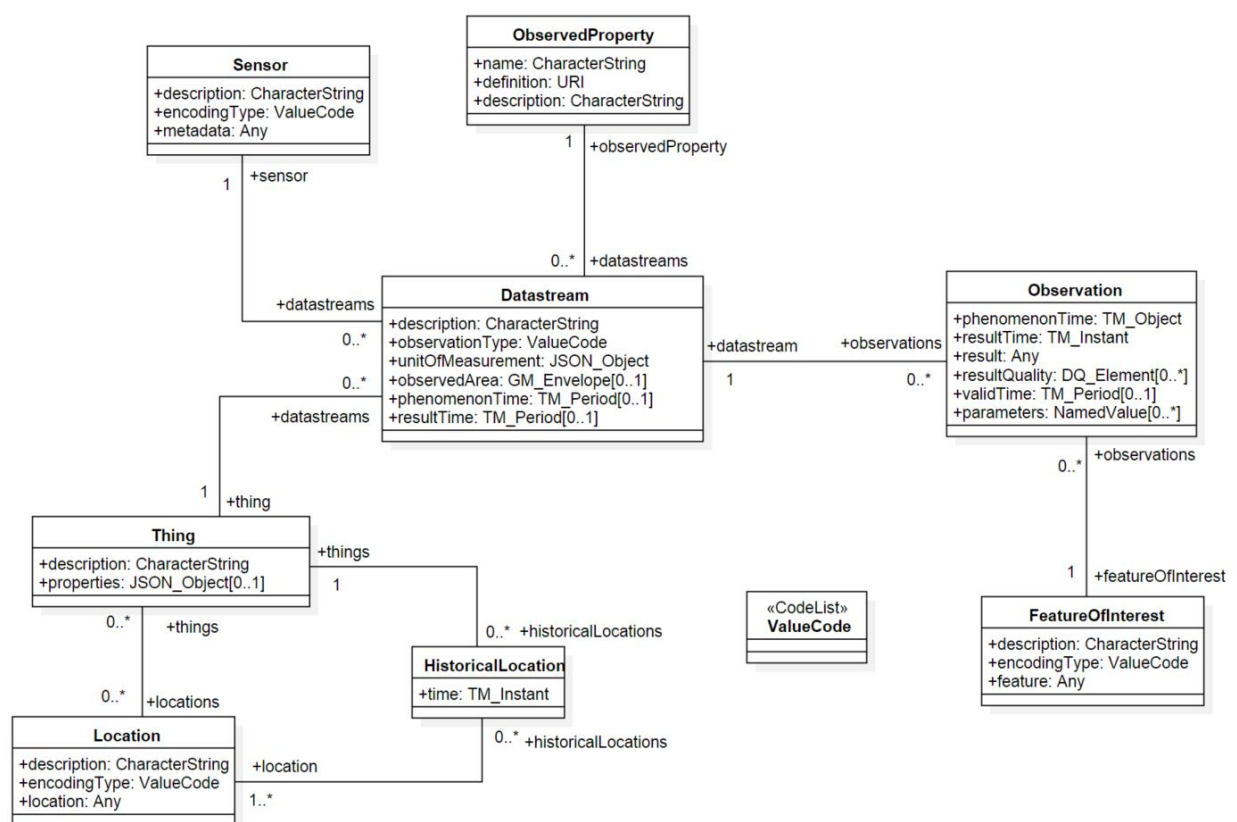 ObservedProperty
+name: CharacterString
+definition: URI
+description: CharacterString
Sensor
+description: CharacterString
+encodingType: ValueCode
+metadata: Any
1
+observedProperty
1
+sensor
0..*
+datastreams
+datastreams
0..*
Datastream
+description: CharacterString
+observationType: ValueCode
+unitOfMeasurement: JSON_Object
+observedArea: GM_Envelope[0..1]
+phenomenonTime: TM_Period[0..1]
+resultTime: TM_Period[0..1]
+datastream
1
+observations
0..*
Observation
+phenomenonTime: TM_Object
+resultTime: TM_Instant
+result: Any
+resultQuality: DQ_Element[0..*]
+validTime: TM_Period[0..1]
+parameters: NamedValue[0..*]
0..*
+datastreams
0..*
+observations
1
+thing
Thing
+description: CharacterString
+properties: JSON_Object[0..1]
+things
1
1
+featureOfInterest
«CodeList»
ValueCode
FeatureOfInterest
+description: CharacterString
+encodingType: ValueCode
+feature: Any
0..*
+things
0..*
+historicalLocations
HistoricalLocation
+time: TM_Instant
0..*
+locations
0..*
+historicalLocations
Location
+description: CharacterString
+encodingType: ValueCode
+location: Any
+location
1..*